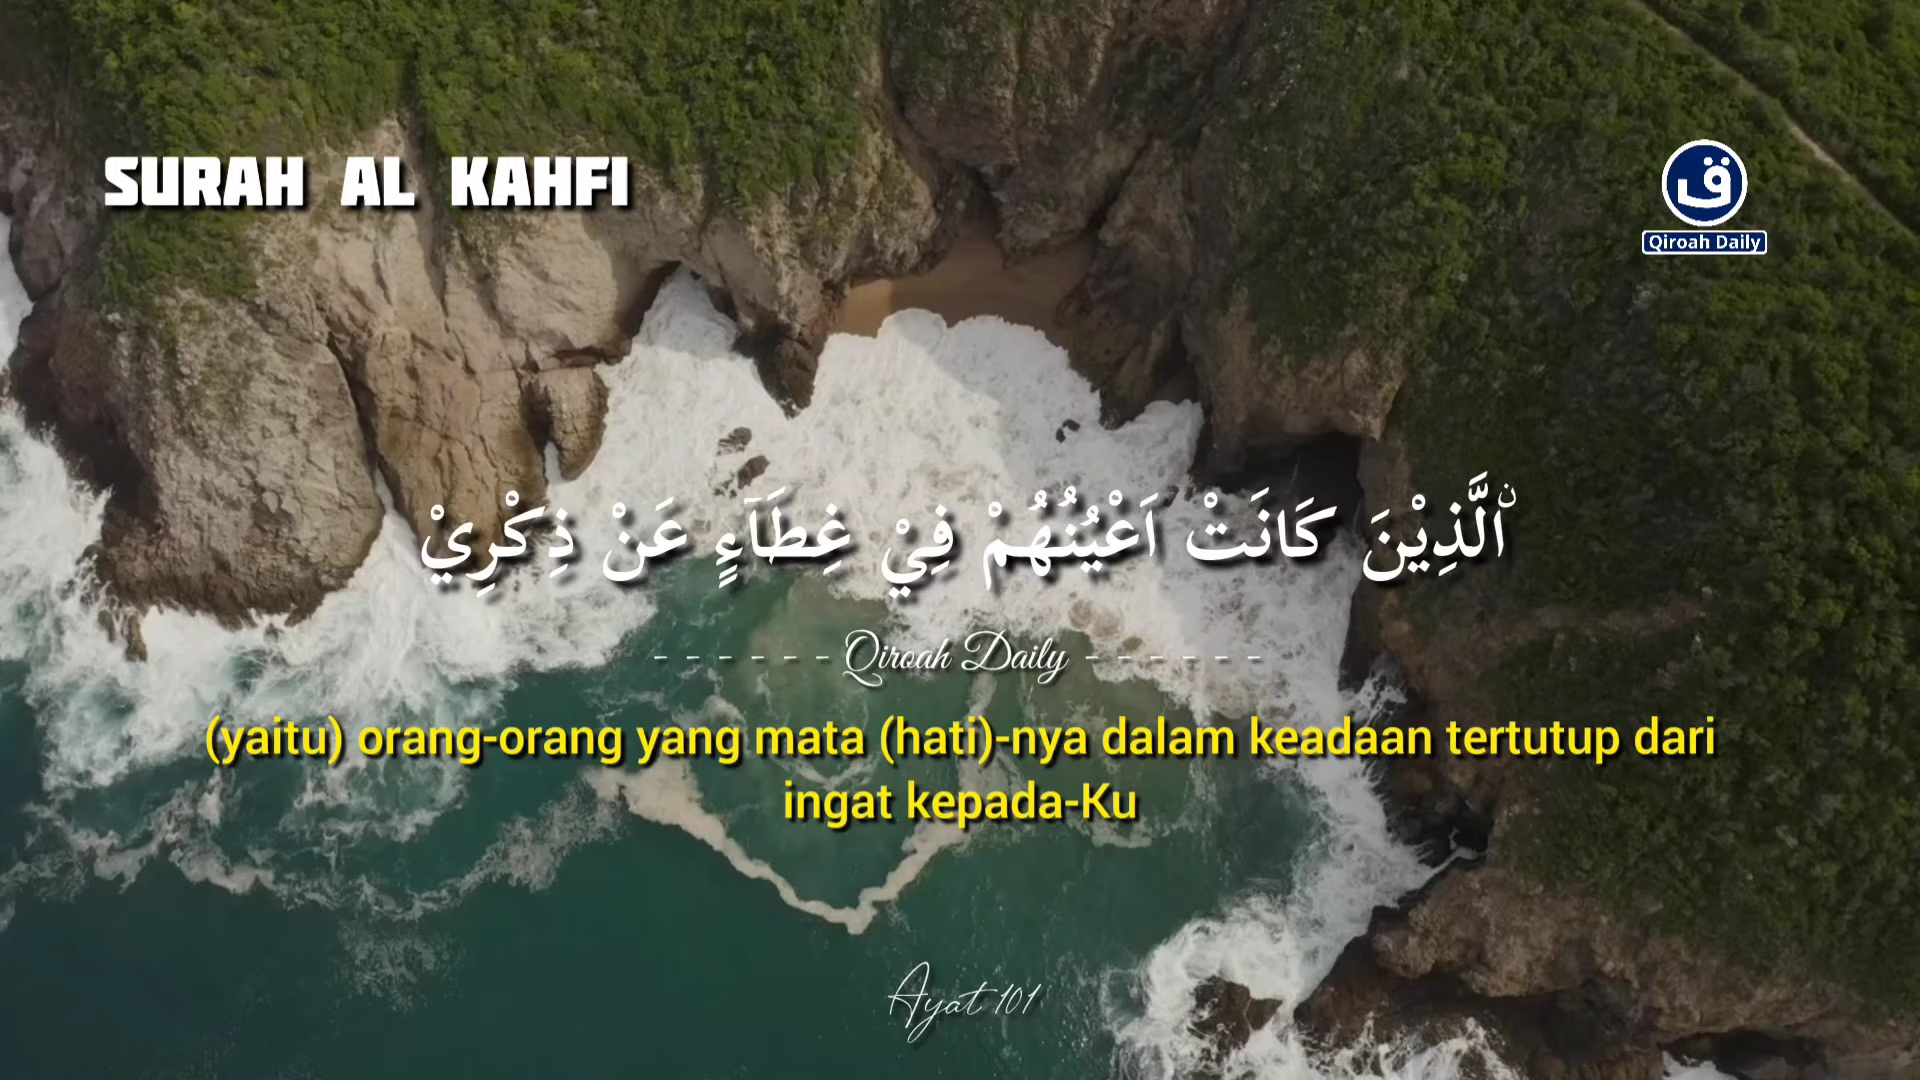 SURAH AL KAHFI
ق
Qiroah Daily
ۨالَّذِيْنَ كَانَتْ اَعْيُنُهُمْ فِيْ غِطَاۤءٍ عَنْ ذِكْرِيْ
- - - - - - Qiroah Daily - - - - - -
(yaitu) orang-orang yang mata (hati)-nya dalam keadaan tertutup dari
ingat kepada-Ku
Ayat 101